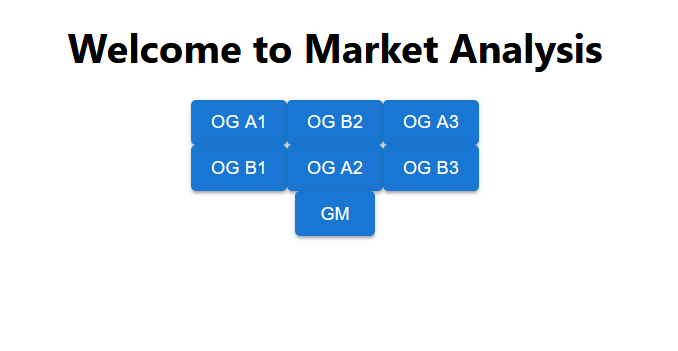 Welcome to Market Analysis
OG A1 OG B2 OG A3
OG B1 OG A2 OG B3
GM